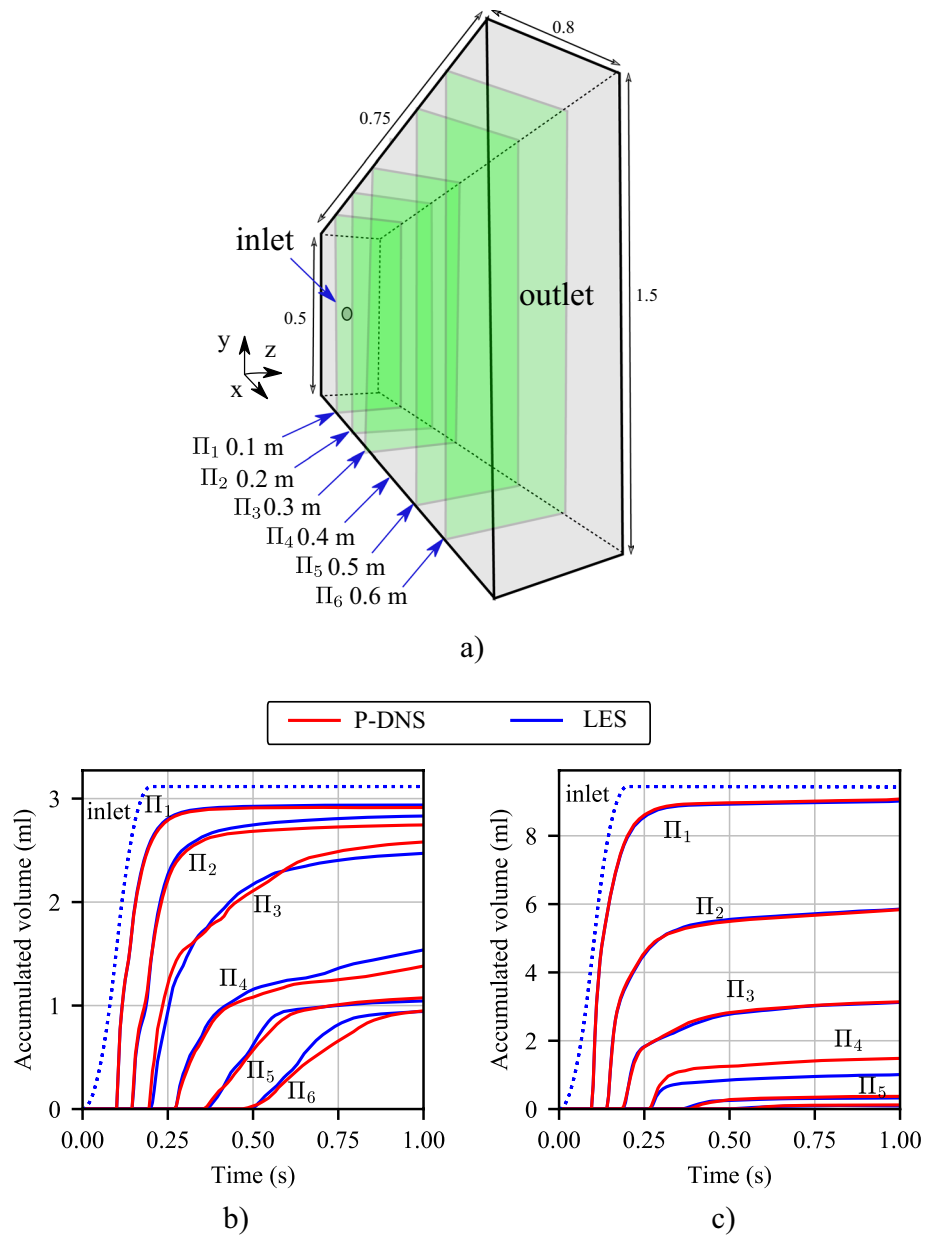 0.8
0.75
inlet
0.5
outlet
1.5
y
z
x
Π₁ 0.1 m
Π₂ 0.2 m
Π₃ 0.3 m
Π₄ 0.4 m
Π₅ 0.5 m
Π₆ 0.6 m
a)
P-DNS LES
Accumulated volume (ml)
3
2
1
0
inlet
Π₁
Π₂
Π₃
Π₄
Π₅
Π₆
0.00 0.25 0.50 0.75 1.00
Time (s)
b)
Accumulated volume (ml)
8
6
4
2
0
inlet
Π₁
Π₂
Π₃
Π₄
Π₅
0.00 0.25 0.50 0.75 1.00
Time (s)
c)